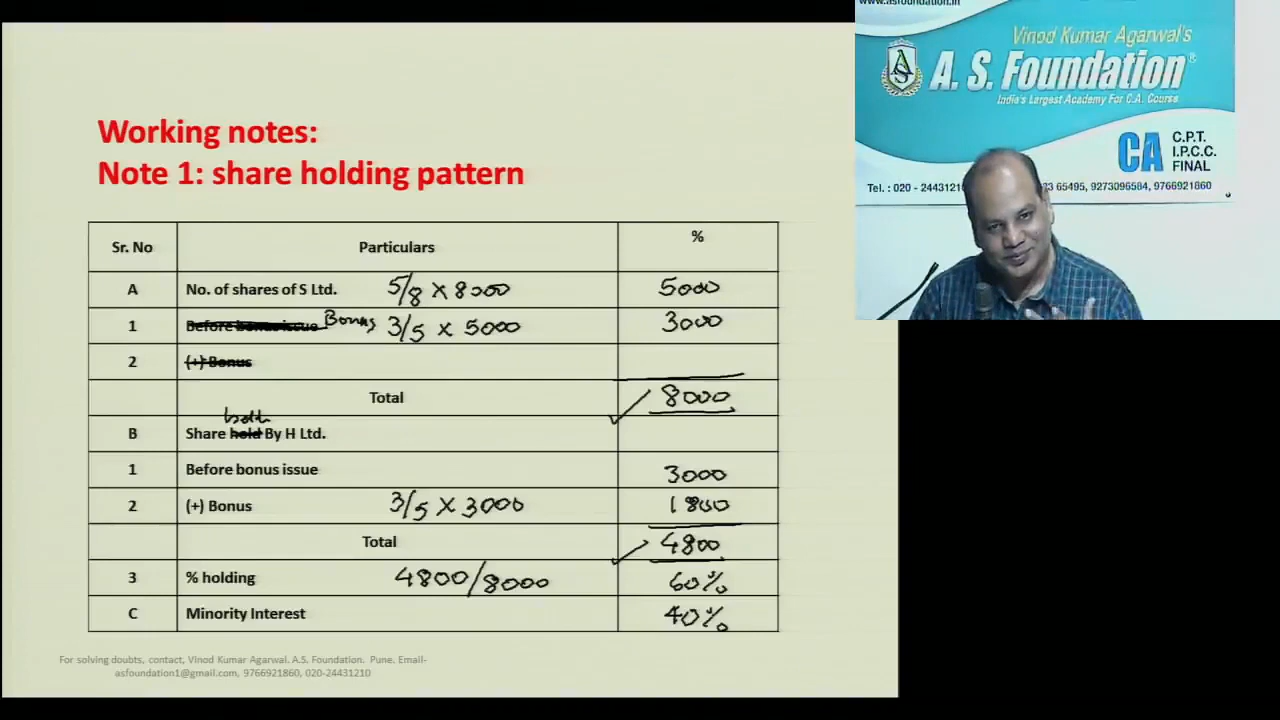 www.asfoundation.in
Vinod Kumar Agarwal's
A. S. Foundation®
India's Largest Academy For C.A. Course
CA C.P.T.
I.P.C.C.
FINAL
Tel. : 020 - 2443121 23 65495, 9273096584, 9766921860
Working notes:
Note 1: share holding pattern
Sr. No Particulars %
A No. of shares of S Ltd. 5/8 × 8000 5000
1 Before bonus issue Bonus 3/5 × 5000 3000
2 (+) Bonus
Total 8000
B Share hold By H Ltd.
1 Before bonus issue 3000
2 (+) Bonus 3/5 × 3000 1800
Total 4800
3 % holding 4800/8000 60%
C Minority Interest 40%
For solving doubts, contact, Vinod Kumar Agarwal. A.S. Foundation. Pune. Email-
asfoundation1@gmail.com, 9766921860, 020-24431210